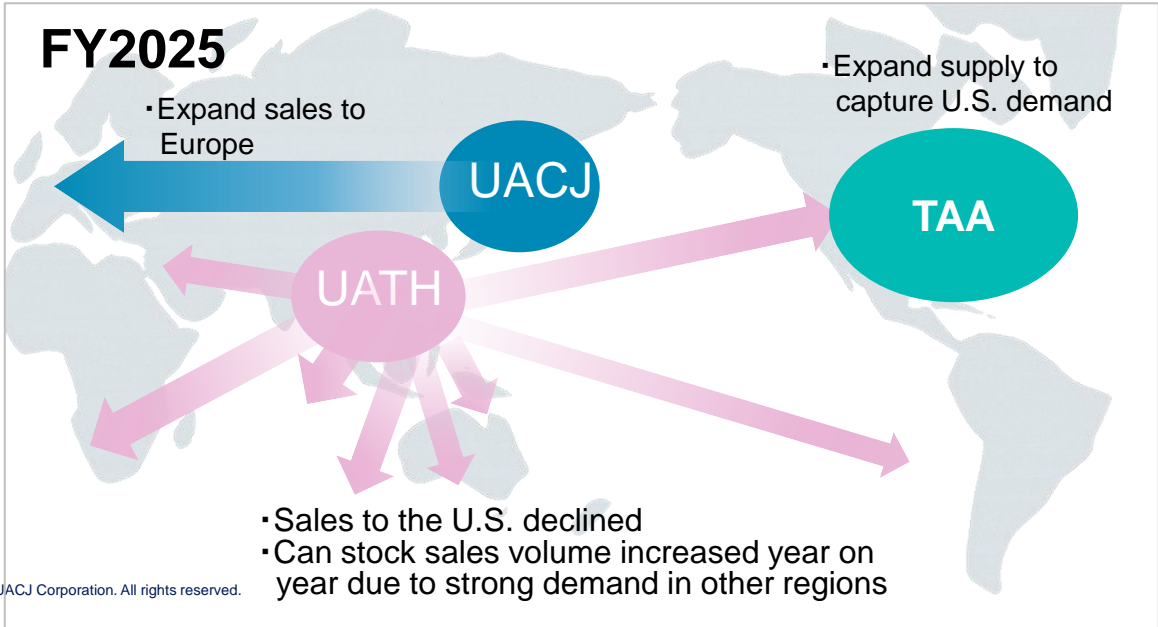 FY2025
・Expand sales to
Europe
・Expand supply to
capture U.S. demand
UACJ
TAA
UATH
・Sales to the U.S. declined
・Can stock sales volume increased year on
year due to strong demand in other regions
UACJ Corporation. All rights reserved.